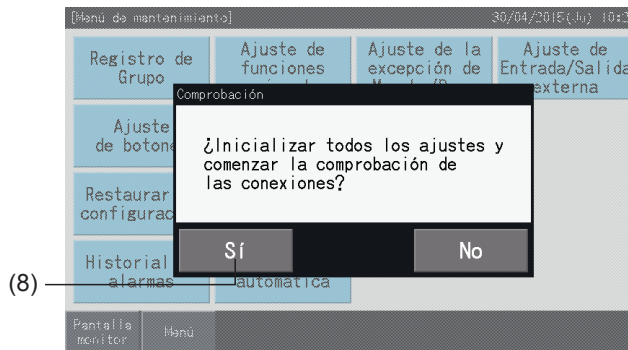 [Menú de mantenimiento] 30/04/2015(Ju) 10:
Registro de
Grupo
Ajuste de
funciones
Ajuste de la
excepción de
Ajuste de
Entrada/Salida
externa
Comprobación
Ajuste
de botone
¿Inicializar todos los ajustes y
comenzar la comprobación de
las conexiones?
Restaurar
configurac
Sí No
Historial
alarmas
automática
(8)
Pantalla
monitor
Menú